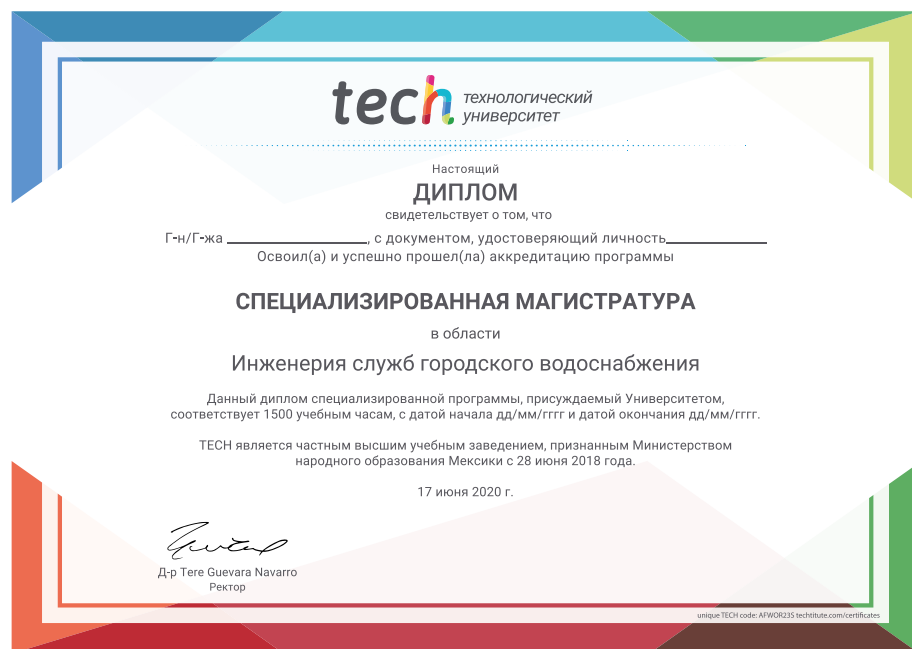 tech технологический
университет
Настоящий
ДИПЛОМ
свидетельствует о том, что
Г-н/Г-жа ____________________, с документом, удостоверяющий личность______________
Освоил(а) и успешно прошел(ла) аккредитацию программы
СПЕЦИАЛИЗИРОВАННАЯ МАГИСТРАТУРА
в области
Инженерия служб городского водоснабжения
Данный диплом специализированной программы, присуждаемый Университетом,
соответствует 1500 учебным часам, с датой начала дд/мм/гггг и датой окончания дд/мм/гггг.
TECH является частным высшим учебным заведением, признанным Министерством
народного образования Мексики с 28 июня 2018 года.
17 июня 2020 г.
Д-р Tere Guevara Navarro
Ректор
unique TECH code: AFWOR23S techtitute.com/certificates